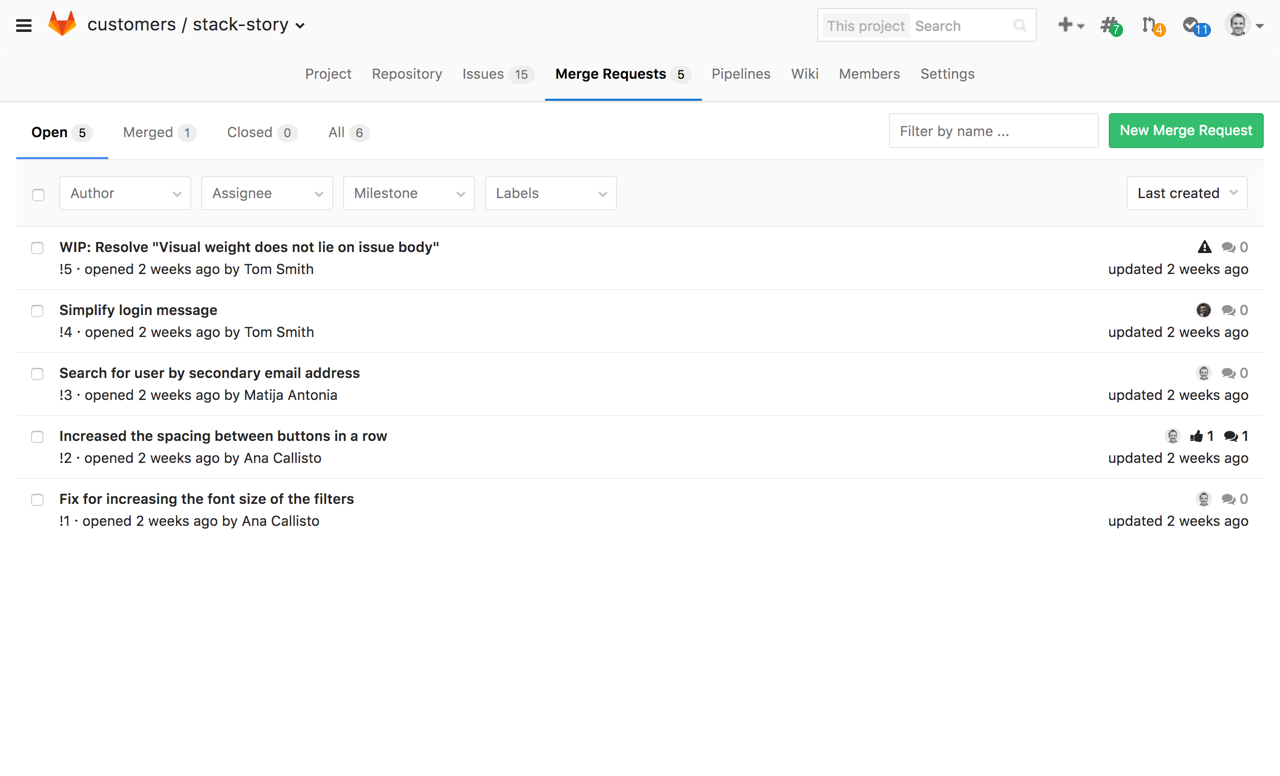 customers / stack-story
This project Search
7 4 11
Project Repository Issues 15 Merge Requests 5 Pipelines Wiki Members Settings
Open 5 Merged 1 Closed 0 All 6 Filter by name ... New Merge Request
Author Assignee Milestone Labels Last created
WIP: Resolve "Visual weight does not lie on issue body" 0
!5 · opened 2 weeks ago by Tom Smith updated 2 weeks ago
Simplify login message 0
!4 · opened 2 weeks ago by Tom Smith updated 2 weeks ago
Search for user by secondary email address 0
!3 · opened 2 weeks ago by Matija Antonia updated 2 weeks ago
Increased the spacing between buttons in a row 1 1
!2 · opened 2 weeks ago by Ana Callisto updated 2 weeks ago
Fix for increasing the font size of the filters 0
!1 · opened 2 weeks ago by Ana Callisto updated 2 weeks ago